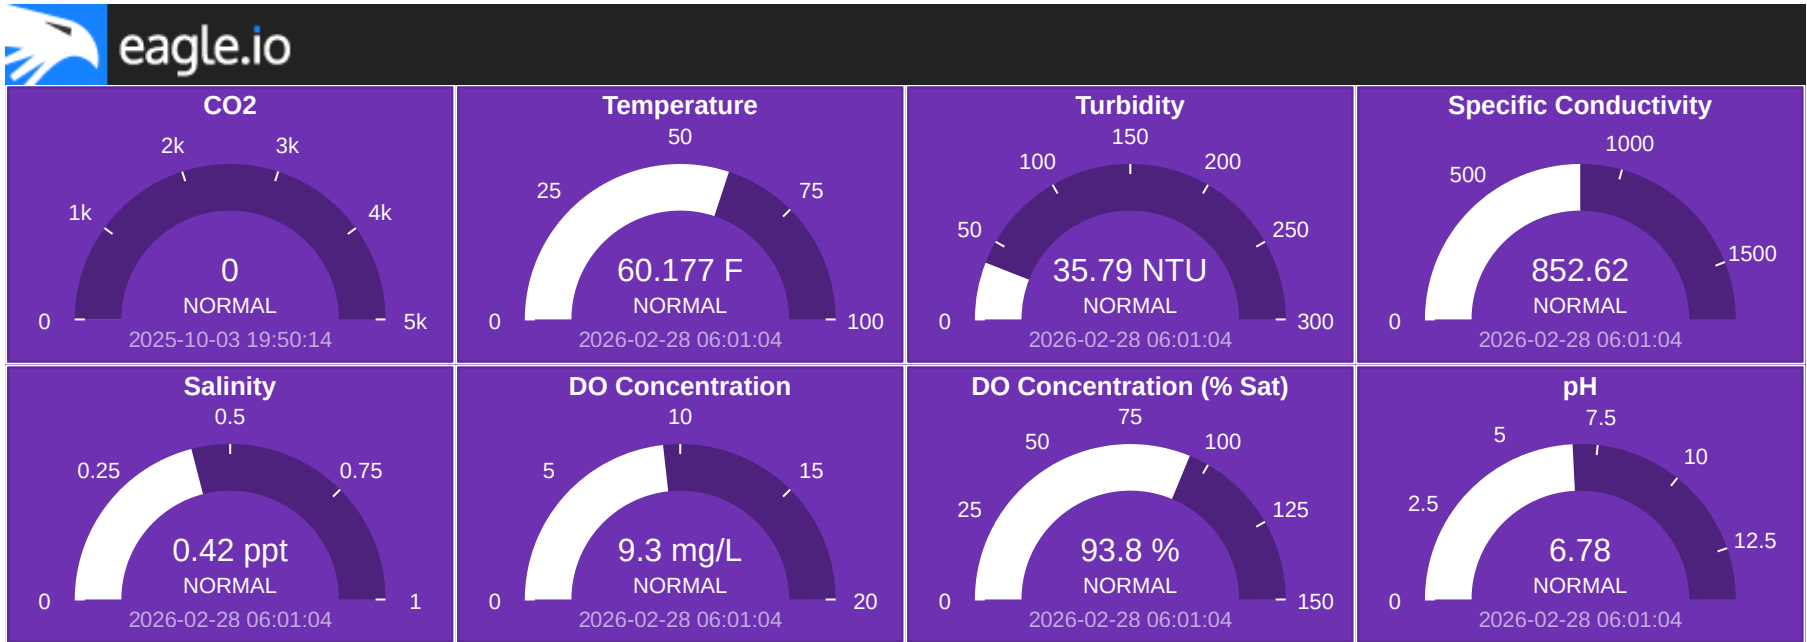 eagle.io
CO2
0
1k
2k
3k
4k
5k
0
NORMAL
2025-10-03 19:50:14
Temperature
0
25
50
75
100
60.177 F
NORMAL
2026-02-28 06:01:04
Turbidity
0
50
100
150
200
250
300
35.79 NTU
NORMAL
2026-02-28 06:01:04
Specific Conductivity
0
500
1000
1500
852.62
NORMAL
2026-02-28 06:01:04
Salinity
0
0.25
0.5
0.75
1
0.42 ppt
NORMAL
2026-02-28 06:01:04
DO Concentration
0
5
10
15
20
9.3 mg/L
NORMAL
2026-02-28 06:01:04
DO Concentration (% Sat)
0
25
50
75
100
125
150
93.8 %
NORMAL
2026-02-28 06:01:04
pH
0
2.5
5
7.5
10
12.5
6.78
NORMAL
2026-02-28 06:01:04